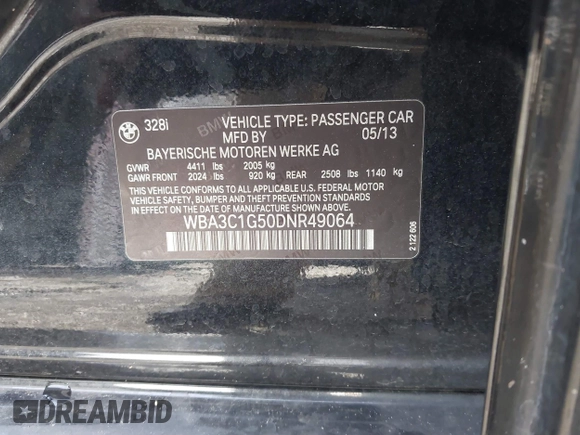 BMW
328i VEHICLE TYPE: PASSENGER CAR
MFD BY 05/13
BAYERISCHE MOTOREN WERKE AG
GVWR 4411 lbs 2005 kg
GAWR FRONT 2024 lbs 920 kg REAR 2508 lbs 1140 kg
THIS VEHICLE CONFORMS TO ALL APPLICABLE U.S. FEDERAL MOTOR
VEHICLE SAFETY, BUMPER AND THEFT PREVENTION STANDARDS
IN EFFECT ON THE DATE OF MANUFACTURE SHOWN ABOVE.
WBA3C1G50DNR49064
2 122 606
DREAMBID